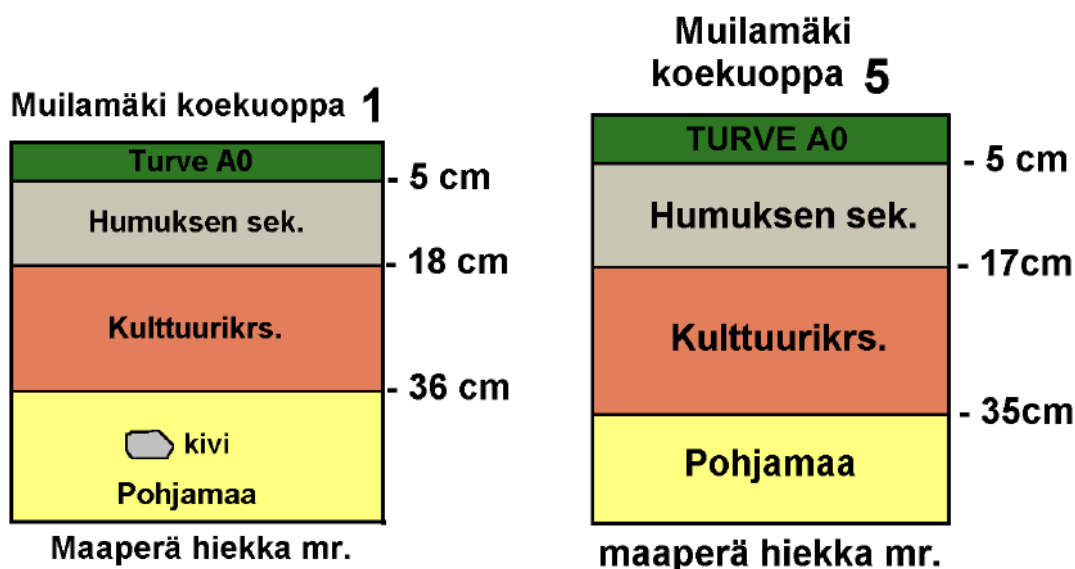 Muilamäki koekuoppa 1
Turve A0
- 5 cm
Humuksen sek.
- 18 cm
Kulttuurikrs.
- 36 cm
kivi
Pohjamaa
Maaperä hiekka mr.
Muilamäki
koekuoppa 5
TURVE A0
- 5 cm
Humuksen sek.
- 17cm
Kulttuurikrs.
- 35cm
Pohjamaa
maaperä hiekka mr.